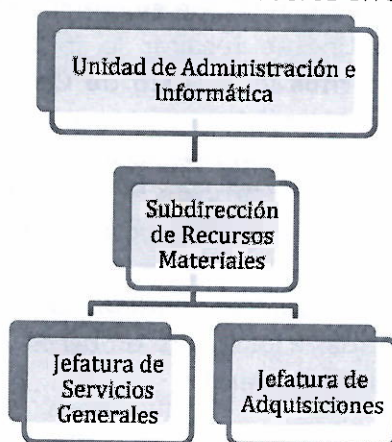 Unidad de Administración e
Informática
Subdirección
de Recursos
Materiales
Jefatura de
Servicios
Generales
Jefatura de
Adquisiciones